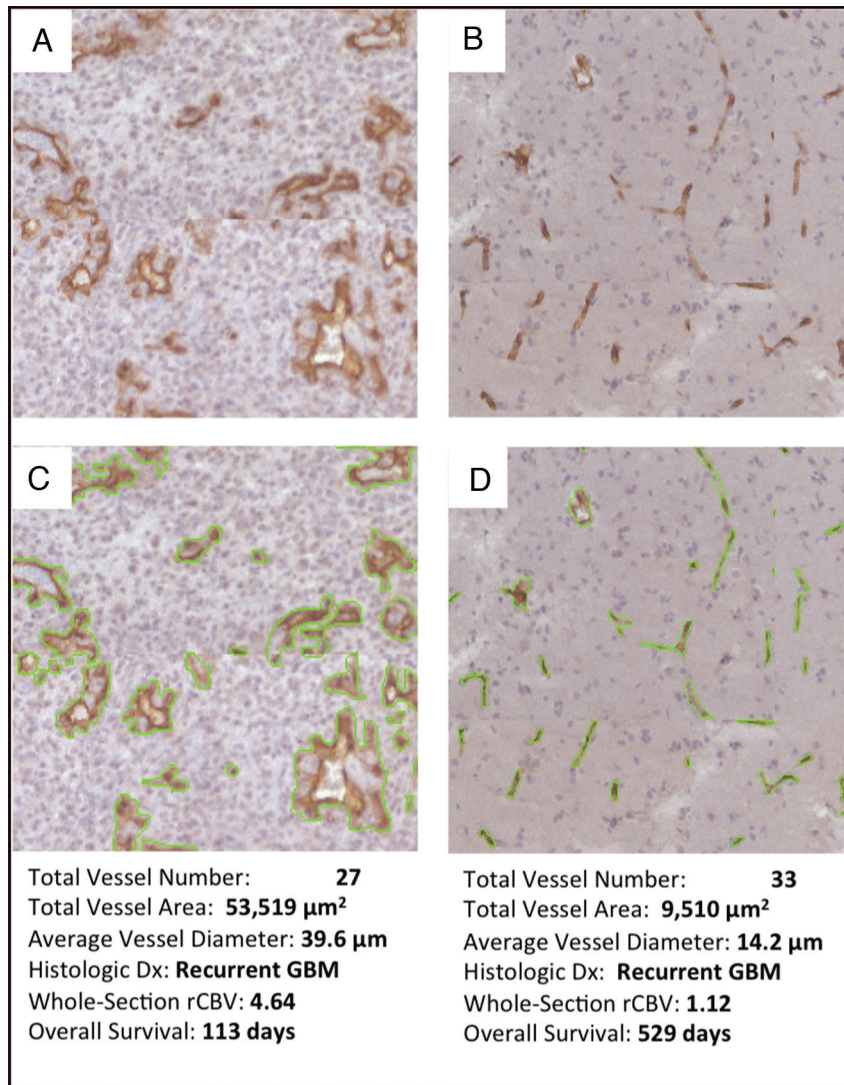 A
B
C
D
Total Vessel Number: 27
Total Vessel Area: 53,519 µm²
Average Vessel Diameter: 39.6 µm
Histologic Dx: Recurrent GBM
Whole-Section rCBV: 4.64
Overall Survival: 113 days
Total Vessel Number: 33
Total Vessel Area: 9,510 µm²
Average Vessel Diameter: 14.2 µm
Histologic Dx: Recurrent GBM
Whole-Section rCBV: 1.12
Overall Survival: 529 days